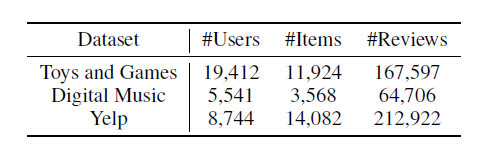 Dataset #Users #Items #Reviews
Toys and Games 19,412 11,924 167,597
Digital Music 5,541 3,568 64,706
Yelp 8,744 14,082 212,922